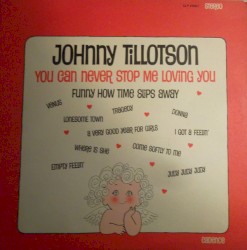 STEREO
JOHNNY TILLOTSON
YOU CAN NEVER STOP ME LOVING YOU
FUNNY HOW TIME SLIPS AWAY
VENUS
TRAGEDY
DONNA
LONESOME TOWN
A VERY GOOD YEAR FOR GIRLS
I GOT A FEELIN'
WHERE IS SHE
COME SOFTLY TO ME
EMPTY FEELIN'
JUDY JUDY JUDY
CADENCE